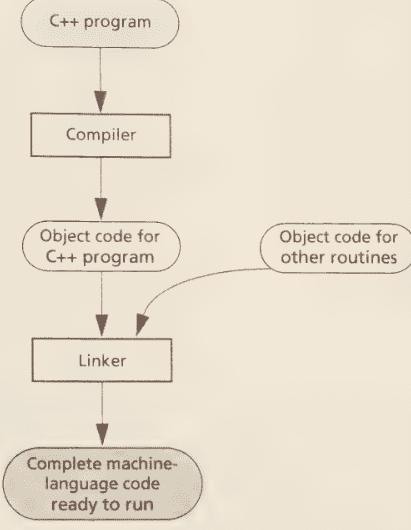 C++ program
Compiler
Object code for
C++ program
Object code for
other routines
Linker
Complete machine-
language code
ready to run